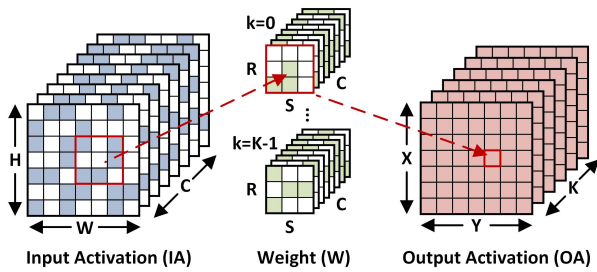 k=0
R
C
S
⋮
H
C
W
k=K-1
R
C
S
X
K
Y
Input Activation (IA)
Weight (W)
Output Activation (OA)